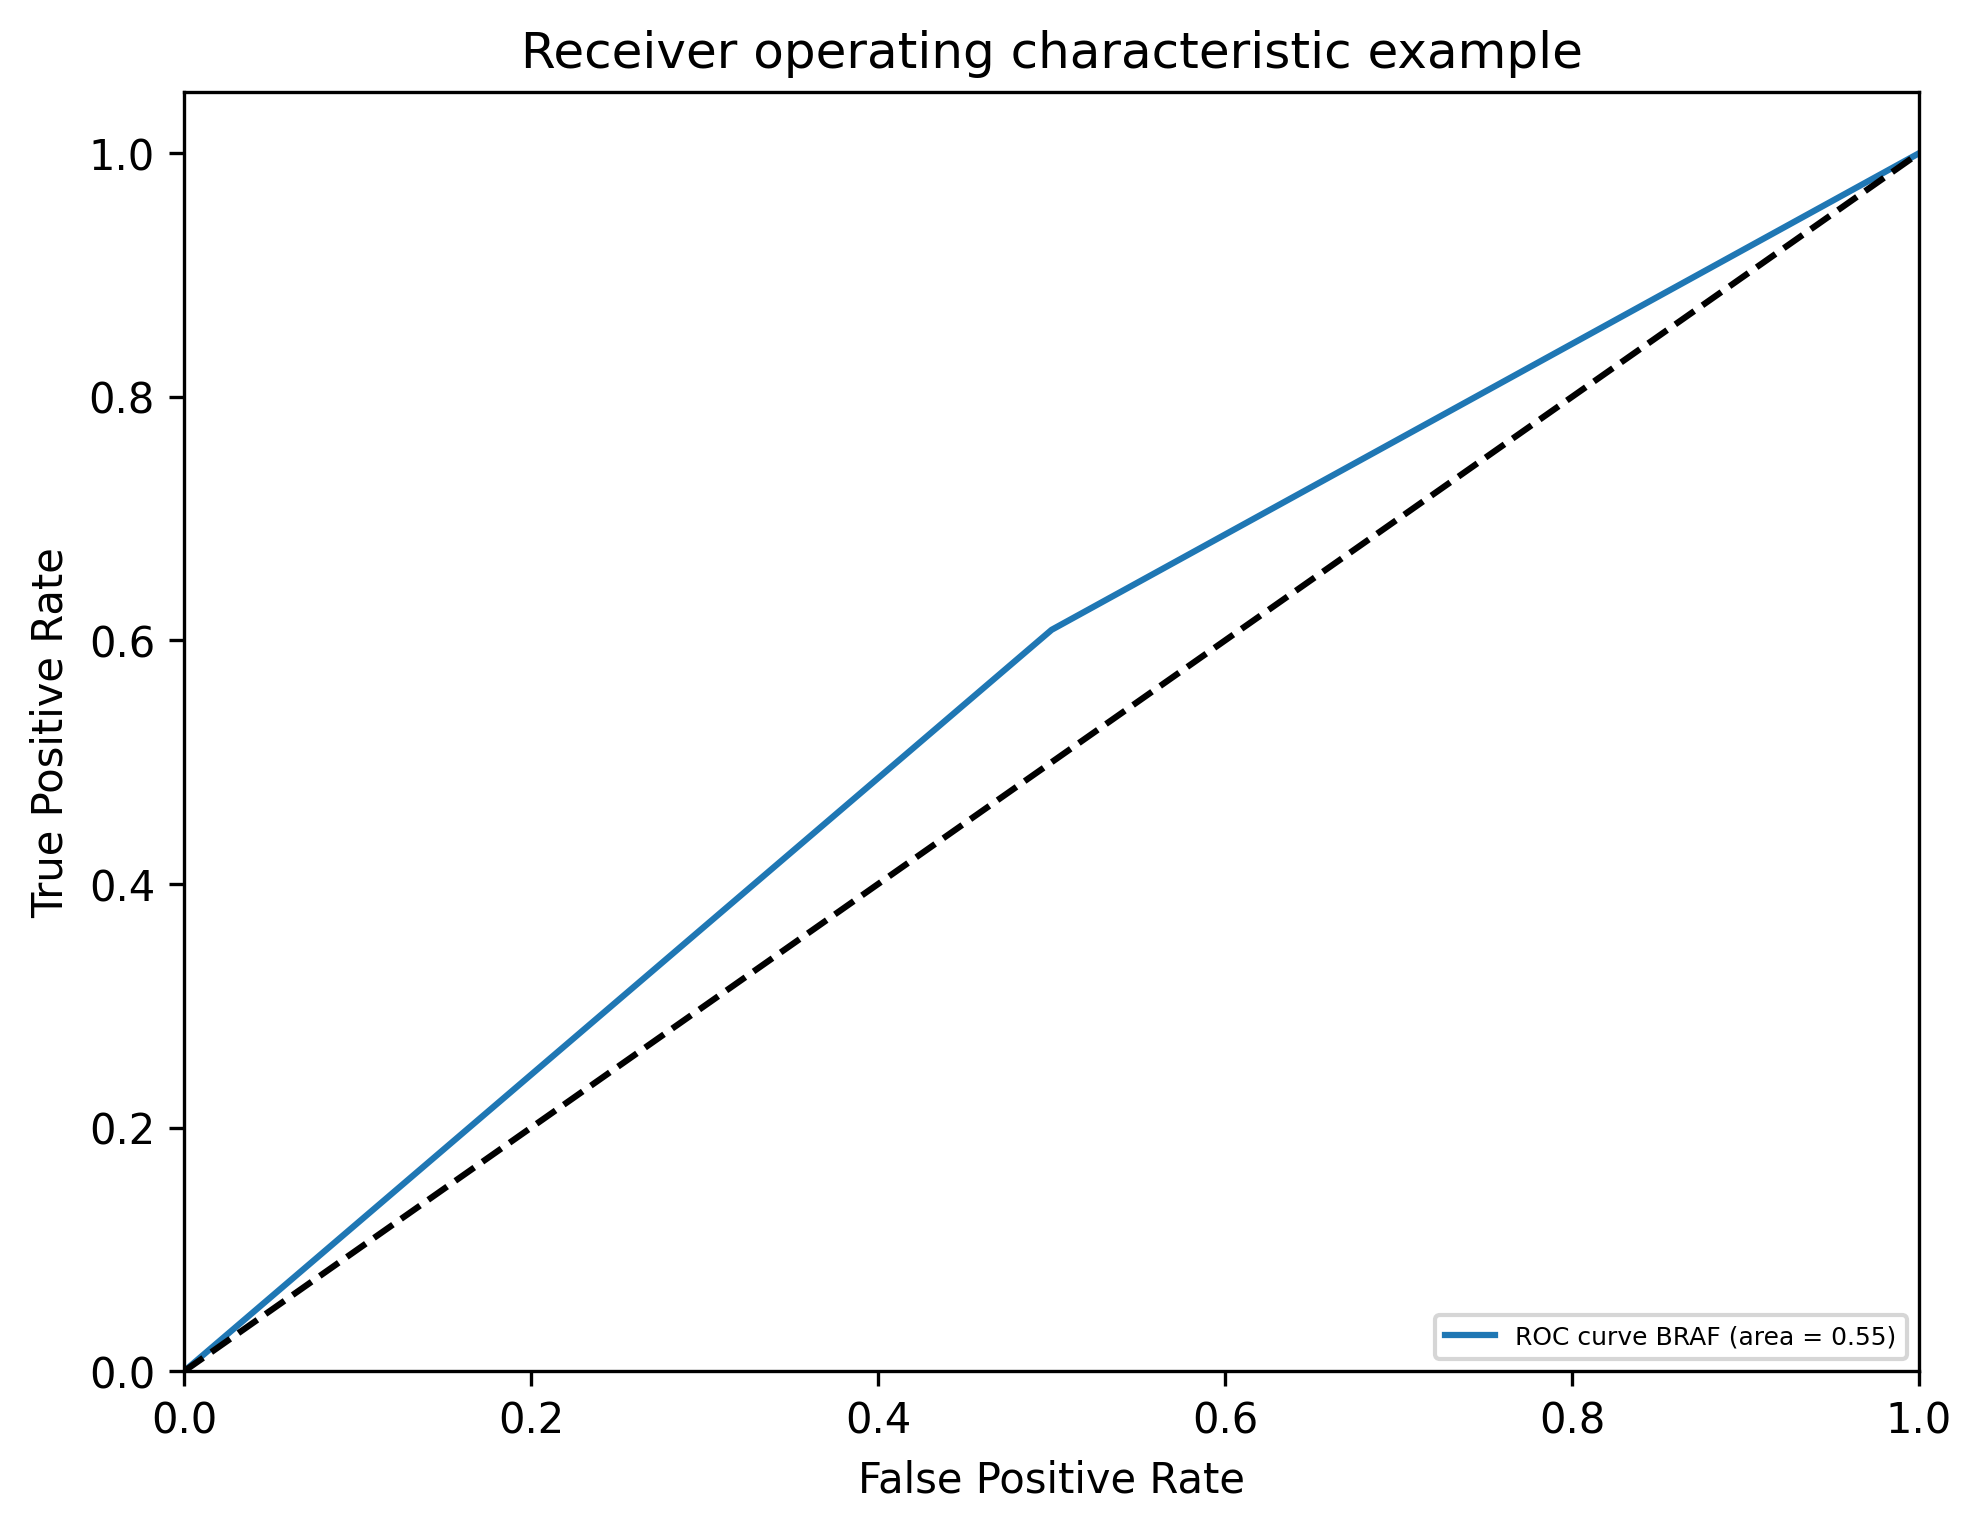 Receiver operating characteristic example
1.0
0.8
0.6
0.4
0.2
0.0
True Positive Rate
0.0 0.2 0.4 0.6 0.8 1.0
False Positive Rate
ROC curve BRAF (area = 0.55)